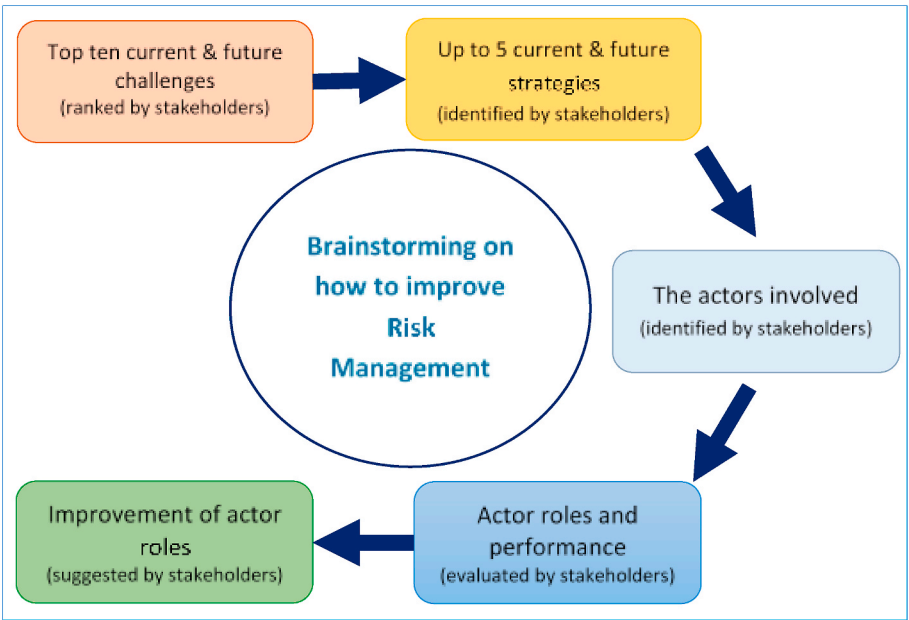 Top ten current & future
challenges
(ranked by stakeholders)
Up to 5 current & future
strategies
(identified by stakeholders)
The actors involved
(identified by stakeholders)
Actor roles and
performance
(evaluated by stakeholders)
Improvement of actor
roles
(suggested by stakeholders)
Brainstorming on
how to improve
Risk
Management